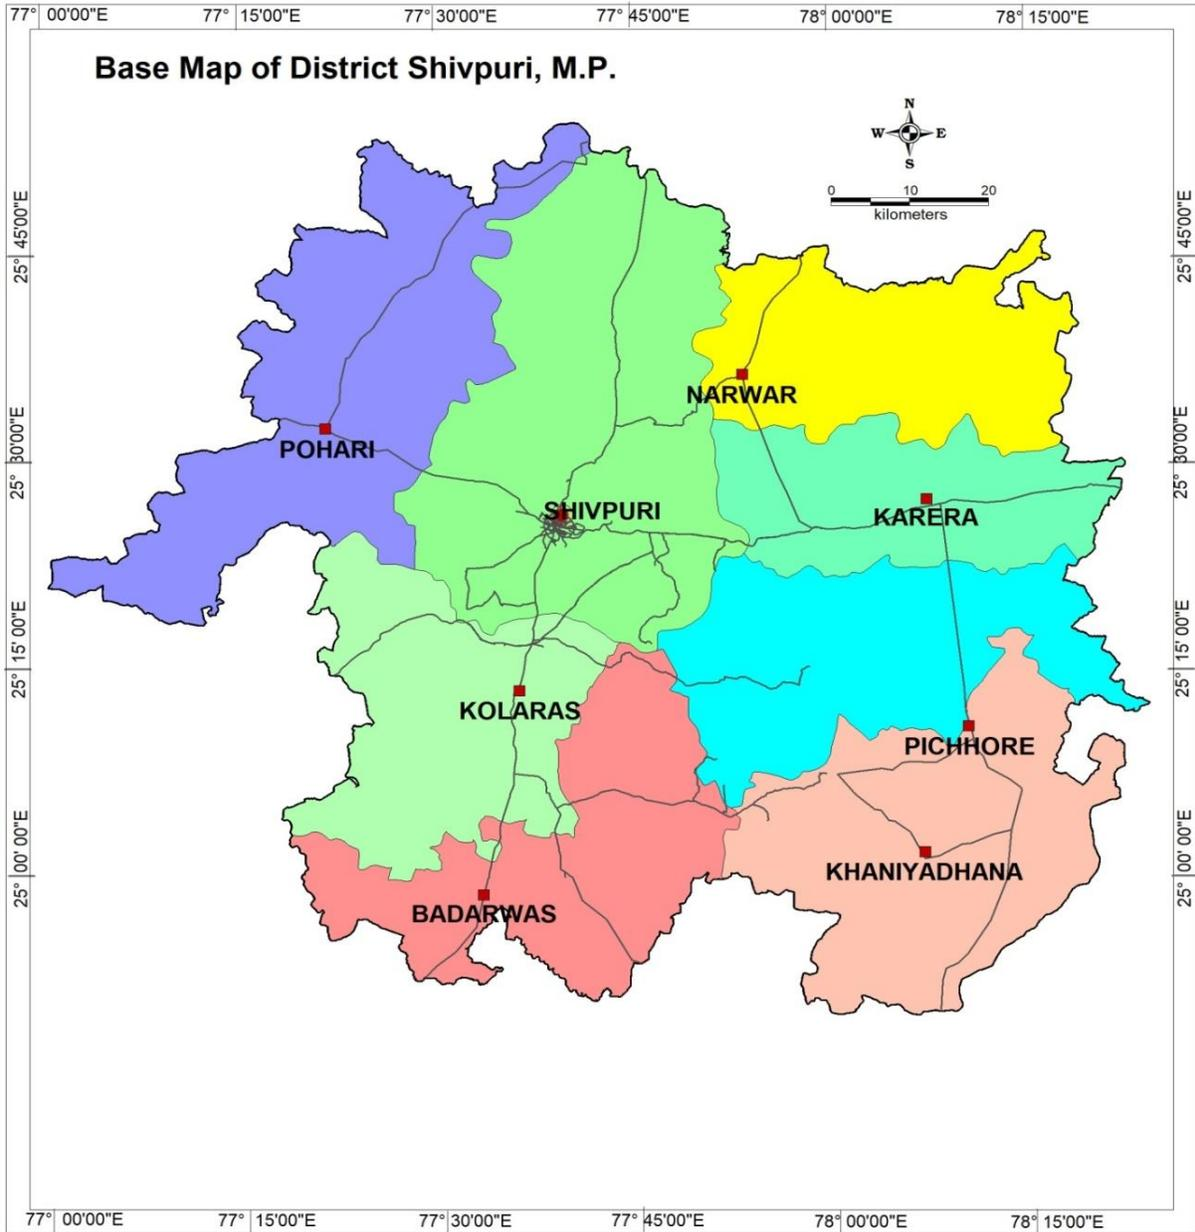 77° 00'00"E 77° 15'00"E 77° 30'00"E 77° 45'00"E 78° 00'00"E 78° 15'00"E
Base Map of District Shivpuri, M.P.
N
W E
S
0 10 20
kilometers
25° 45'00"E
25° 45'00"E
NARWAR
POHARI
25° 30'00"E
25° 30'00"E
SHIVPURI
KARERA
25° 15' 00"E
25° 15' 00"E
KOLARAS
PICHHORE
25° 00' 00"E
25° 00' 00"E
KHANIYADHANA
BADARWAS
77° 00'00"E 77° 15'00"E 77° 30'00"E 77° 45'00"E 78° 00'00"E 78° 15'00"E